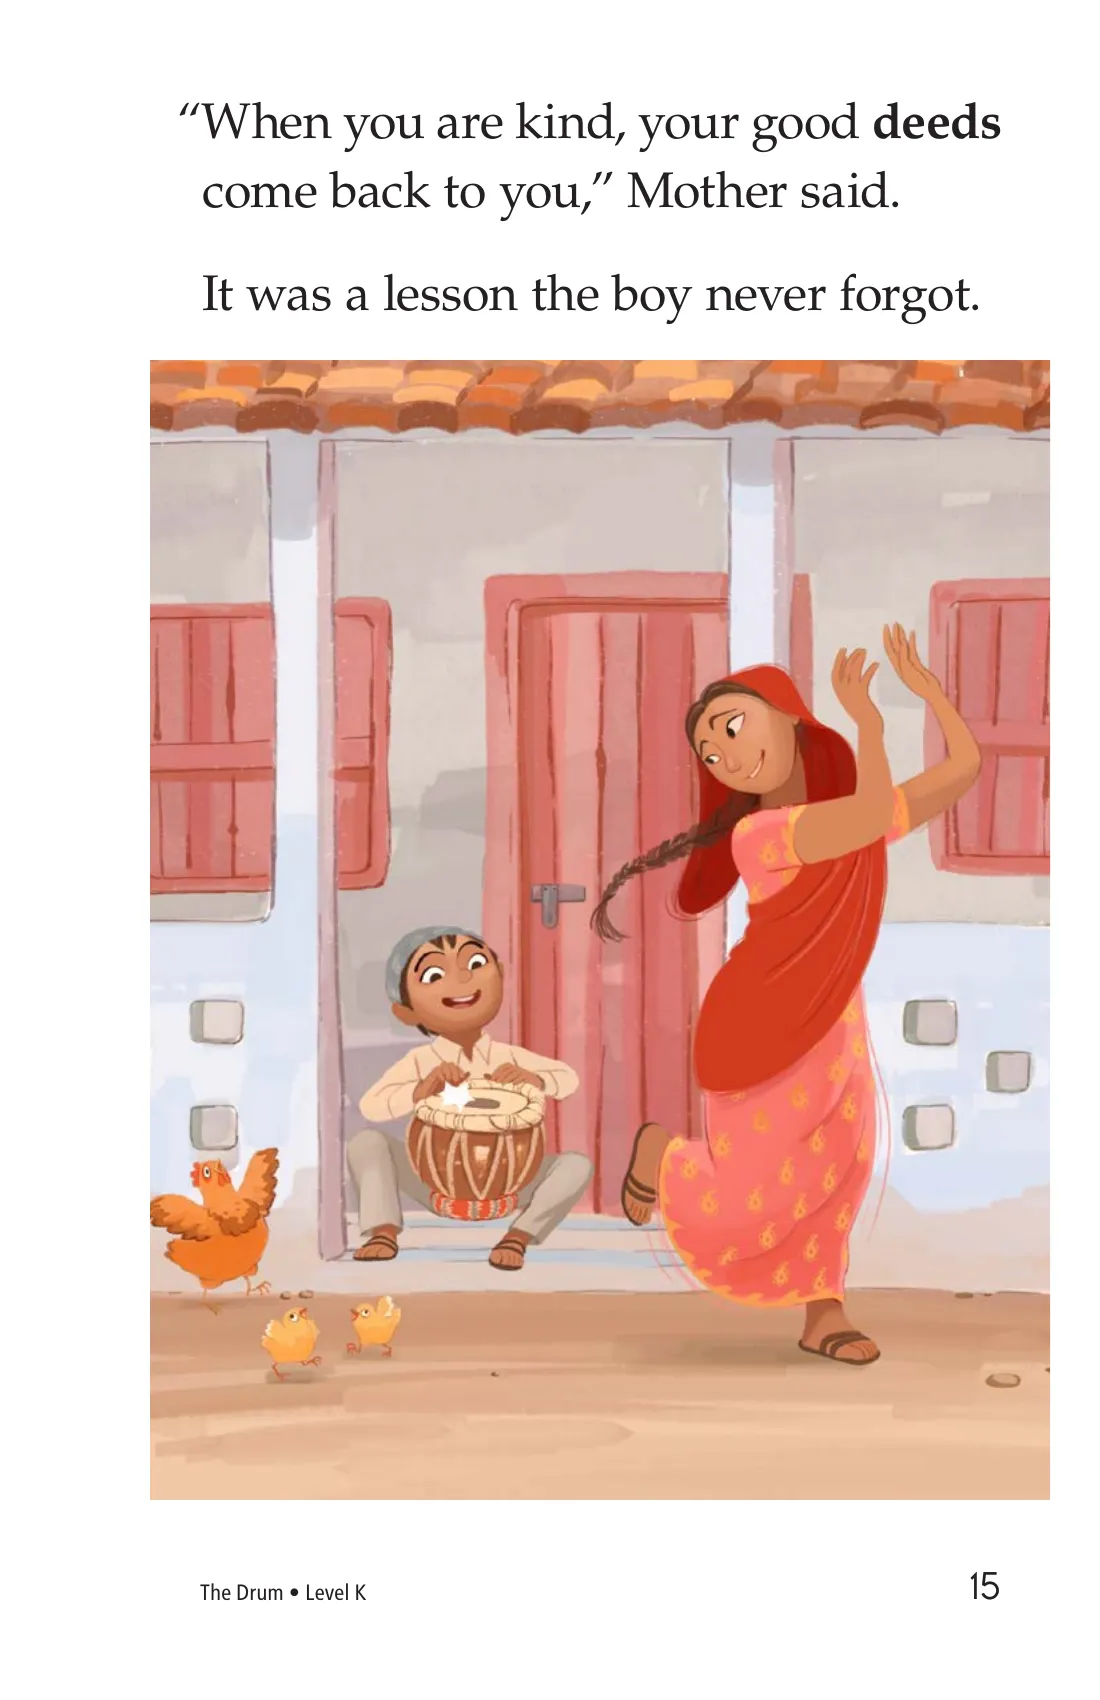 “When you are kind, your good deeds
come back to you,” Mother said.
It was a lesson the boy never forgot.
The Drum • Level K
15